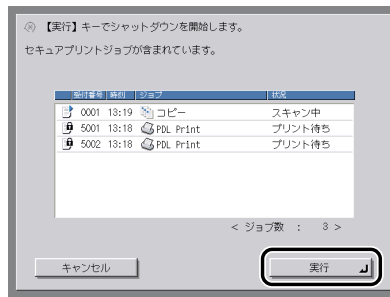 【実行】キーでシャットダウンを開始します。
セキュアプリントジョブが含まれています。
受付番号 時刻 ジョブ 状況
0001 13:19 コピー スキャン中
5001 13:18 PDL Print プリント待ち
5002 13:18 PDL Print プリント待ち
< ジョブ数 : 3 >
キャンセル 実行